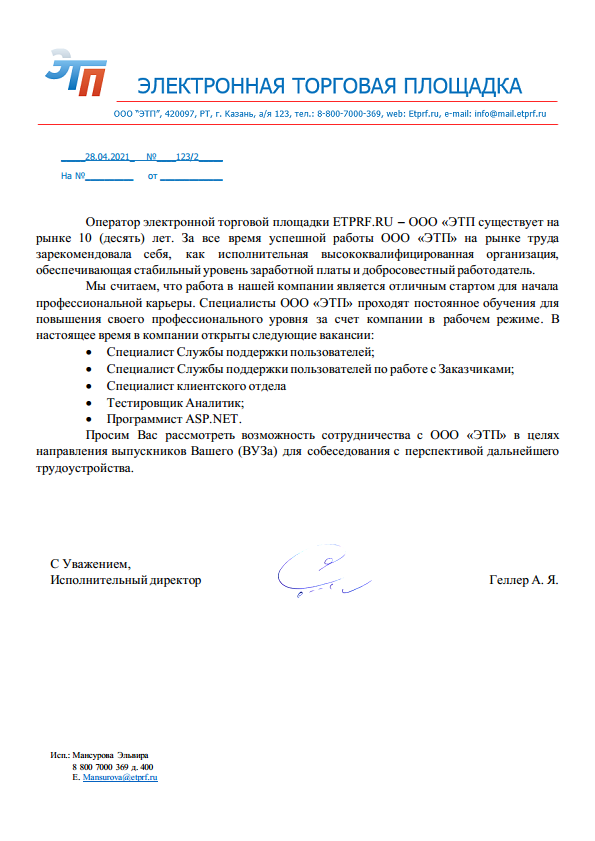 ЭТП
ЭЛЕКТРОННАЯ ТОРГОВАЯ ПЛОЩАДКА
ООО "ЭТП", 420097, РТ, г. Казань, а/я 123, тел.: 8-800-7000-369, web: Etprf.ru, e-mail: info@mail.etprf.ru
_____28.04.2021_ №____123/2_____
На №__________ от _____________
Оператор электронной торговой площадки ETPRF.RU – ООО «ЭТП существует на
рынке 10 (десять) лет. За все время успешной работы ООО «ЭТП» на рынке труда
зарекомендовала себя, как исполнительная высококвалифицированная организация,
обеспечивающая стабильный уровень заработной платы и добросовестный работодатель.
Мы считаем, что работа в нашей компании является отличным стартом для начала
профессиональной карьеры. Специалисты ООО «ЭТП» проходят постоянное обучения для
повышения своего профессионального уровня за счет компании в рабочем режиме. В
настоящее время в компании открыты следующие вакансии:
• Специалист Службы поддержки пользователей;
• Специалист Службы поддержки пользователей по работе с Заказчиками;
• Специалист клиентского отдела
• Тестировщик Аналитик;
• Программист ASP.NET.
Просим Вас рассмотреть возможность сотрудничества с ООО «ЭТП» в целях
направления выпускников Вашего (ВУЗа) для собеседования с перспективой дальнейшего
трудоустройства.
С Уважением,
Исполнительный директор Геллер А. Я.
Исп.: Мансурова Эльвира
8 800 7000 369 д. 400
E. Mansurova@etprf.ru